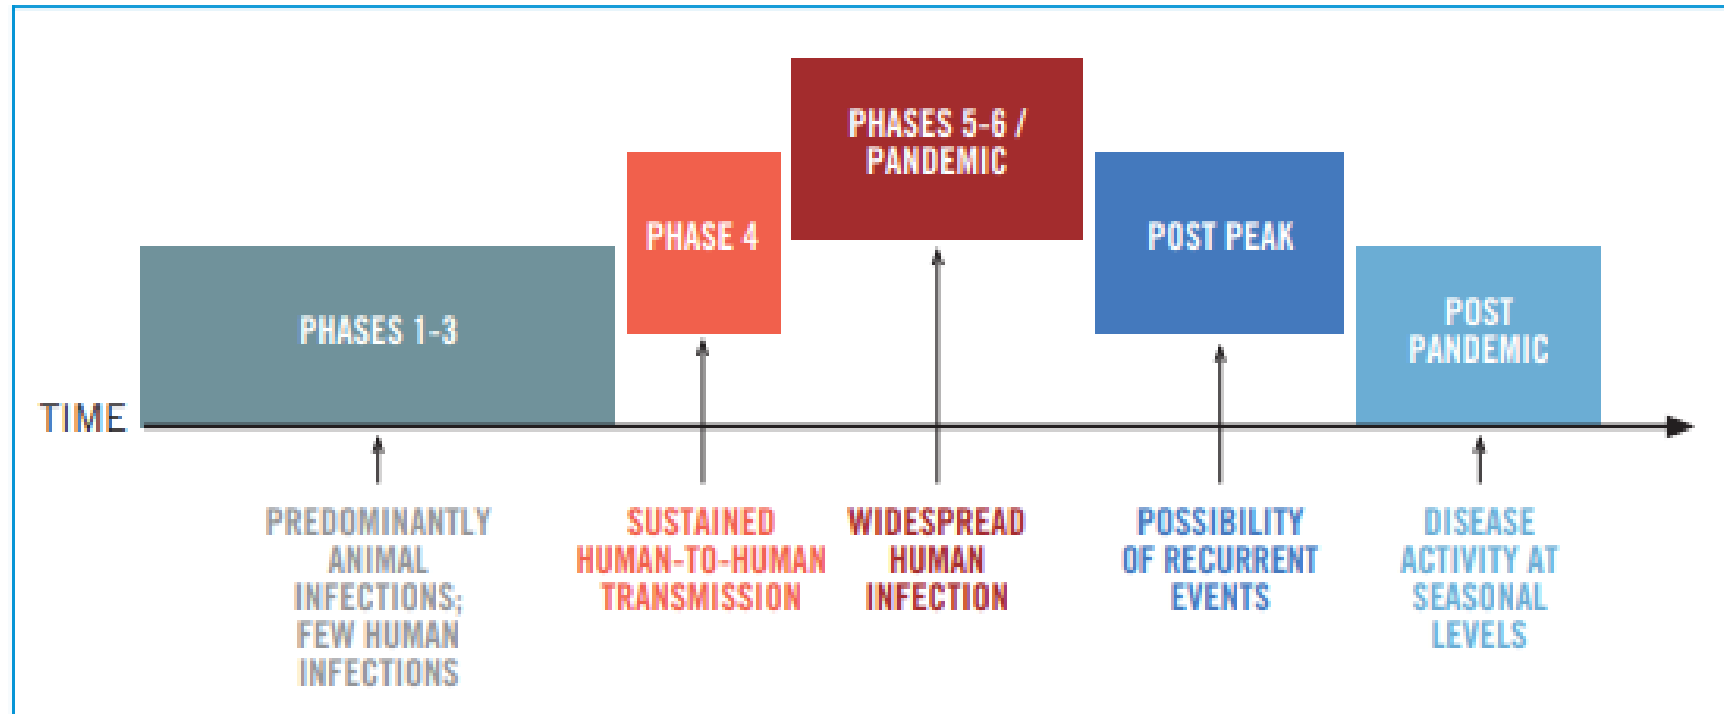 PHASES 5-6 /
PANDEMIC
PHASE 4
POST PEAK
PHASES 1-3
POST
PANDEMIC
TIME
PREDOMINANTLY
ANIMAL
INFECTIONS;
FEW HUMAN
INFECTIONS
SUSTAINED
HUMAN-TO-HUMAN
TRANSMISSION
WIDESPREAD
HUMAN
INFECTION
POSSIBILITY
OF RECURRENT
EVENTS
DISEASE
ACTIVITY AT
SEASONAL
LEVELS